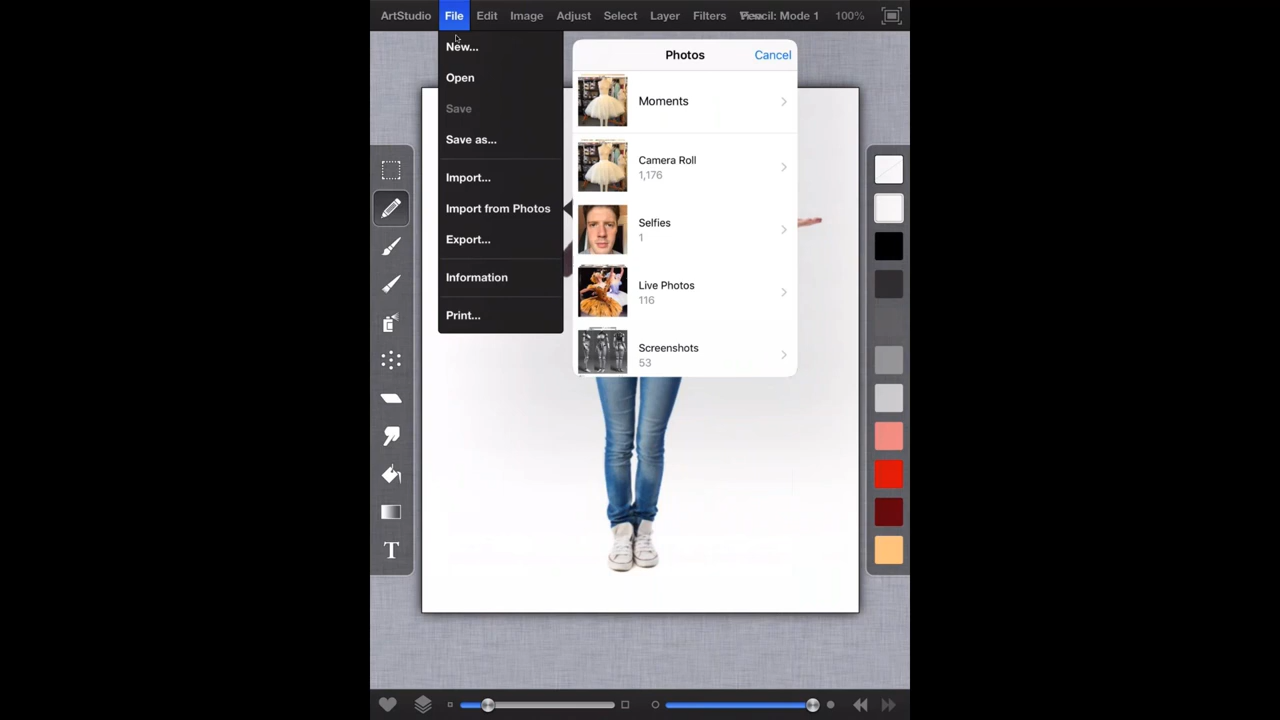 ArtStudio File Edit Image Adjust Select Layer Filters Pencil: Mode 1 100%
New...
Open
Save
Save as...
Import...
Import from Photos
Export...
Information
Print...
Photos Cancel
Moments
Camera Roll
1,176
Selfies
1
Live Photos
116
Screenshots
53
T